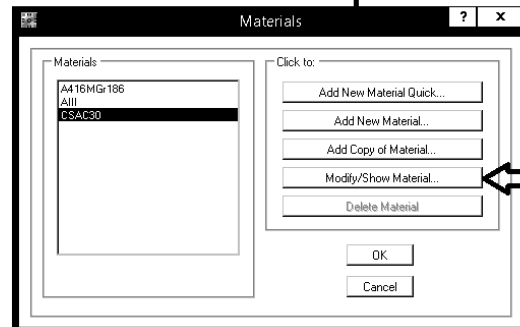 Materials
? x
Materials
A416MGr186
AIII
CSAC30
Click to:
Add New Material Quick...
Add New Material...
Add Copy of Material...
Modify/Show Material...
Delete Material
OK
Cancel